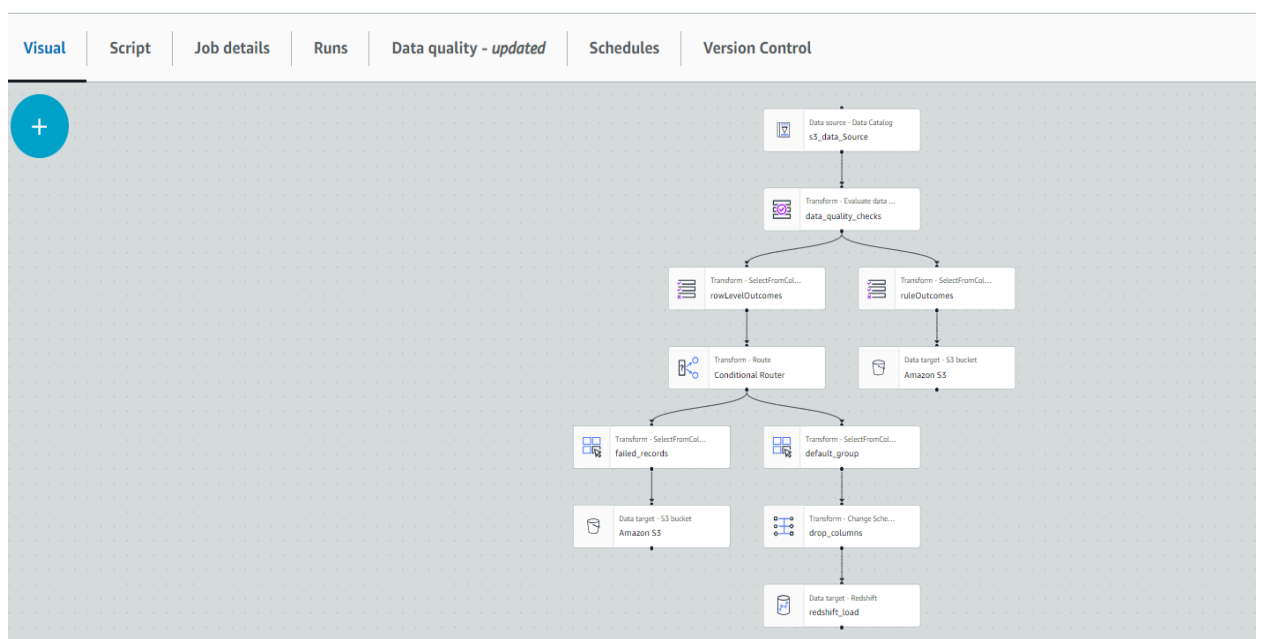 Visual
Script
Job details
Runs
Data quality - updated
Schedules
Version Control
+
Data source - Data Catalog
s3_data_Source
Transform - Evaluate data ...
data_quality_checks
Transform - SelectFromCol...
rowLevelOutcomes
Transform - SelectFromCol...
ruleOutcomes
Transform - Route
Conditional Router
Data target - S3 bucket
Amazon S3
Transform - SelectFromCol...
failed_records
Transform - SelectFromCol...
default_group
Data target - S3 bucket
Amazon S3
Transform - Change Sche...
drop_columns
Data target - Redshift
redshift_load